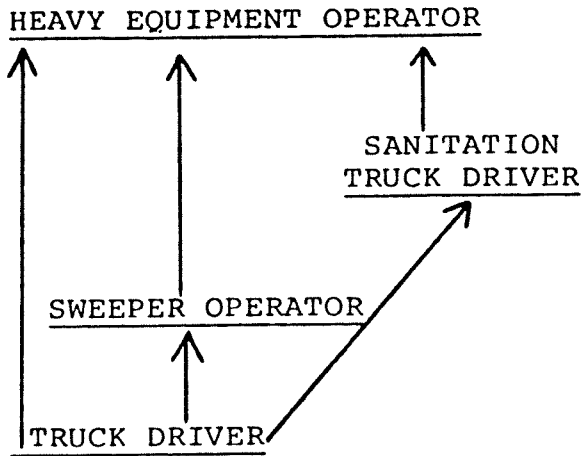 HEAVY EQUIPMENT OPERATOR
SANITATION
TRUCK DRIVER
SWEEPER OPERATOR
TRUCK DRIVER